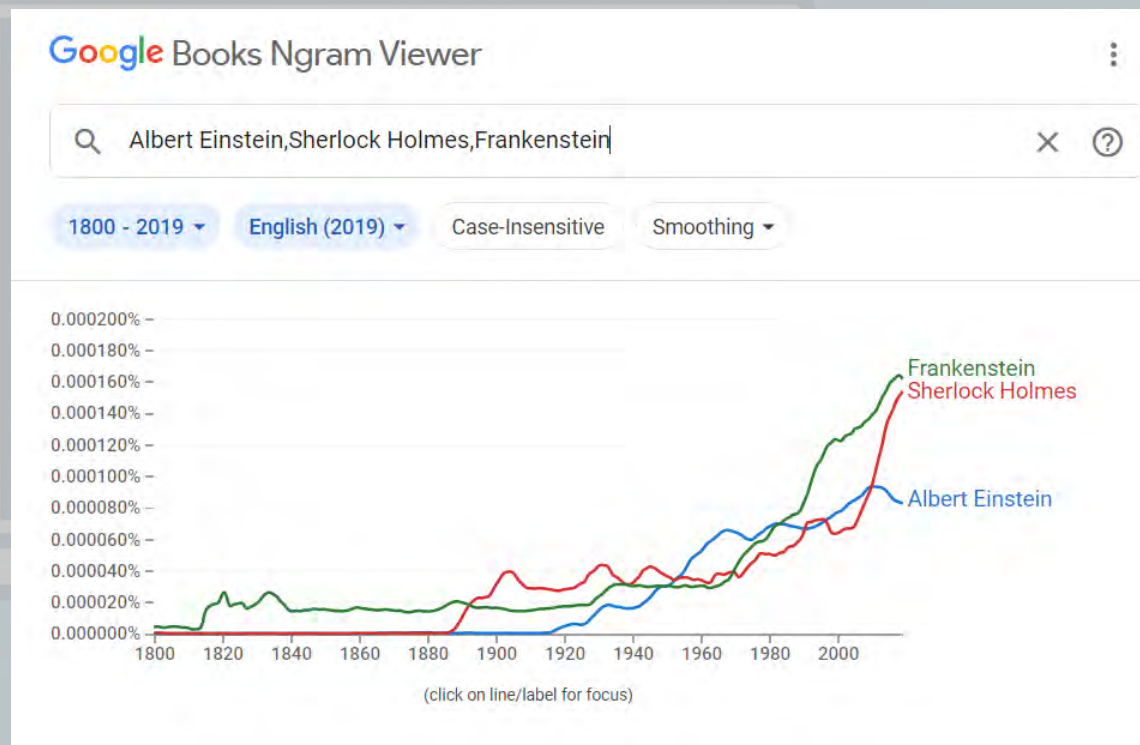 Google Books Ngram Viewer
Albert Einstein,Sherlock Holmes,Frankenstein
1800 - 2019 English (2019) Case-Insensitive Smoothing
0.000200%
0.000180%
0.000160%
0.000140%
0.000120%
0.000100%
0.000080%
0.000060%
0.000040%
0.000020%
0.000000%
Frankenstein
Sherlock Holmes
Albert Einstein
1800 1820 1840 1860 1880 1900 1920 1940 1960 1980 2000
(click on line/label for focus)